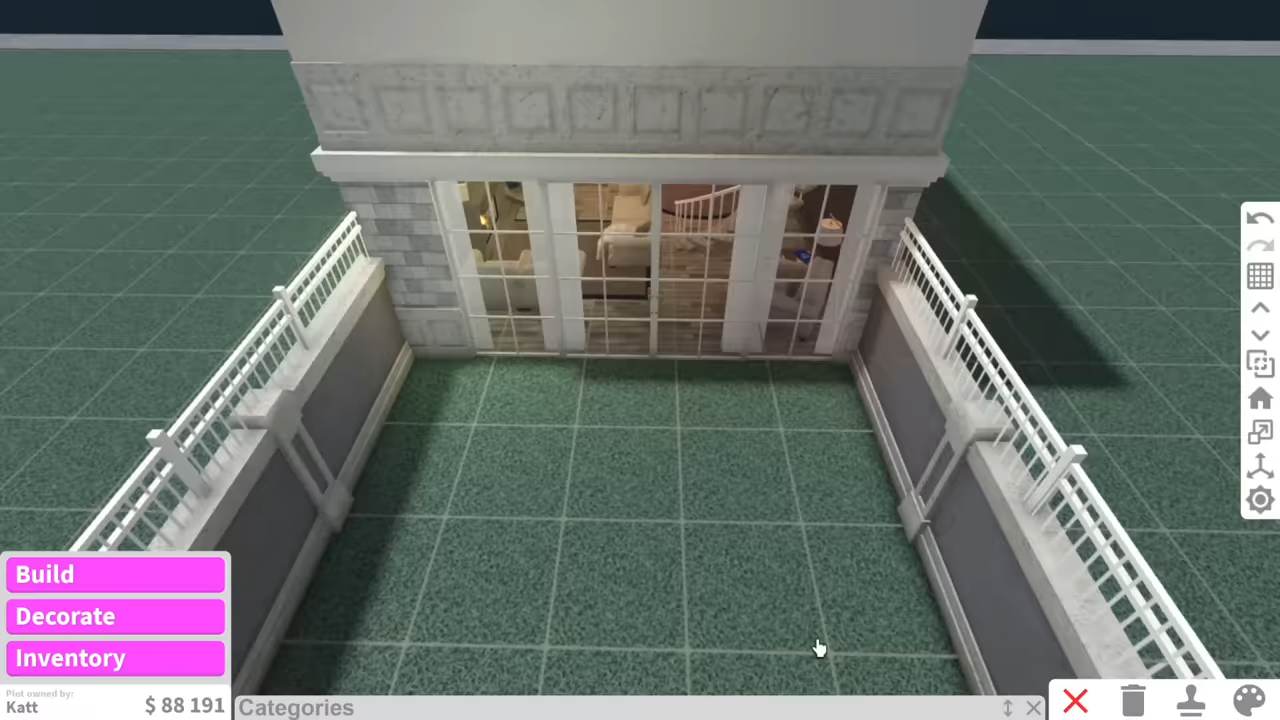 Build
Decorate
Inventory
Plot owned by:
Katt
$ 88 191
Categories